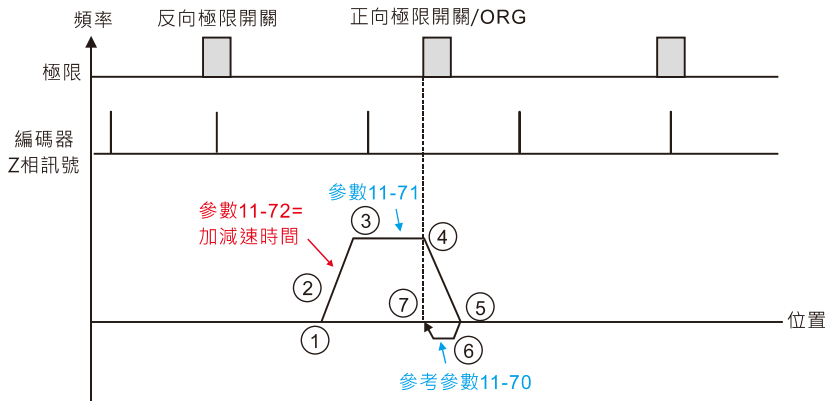 頻率
反向極限開關
正向極限開關/ORG
極限
編碼器
Z相訊號
參數11-72=
加減速時間
參數11-71
③
④
②
⑦
⑤
①
⑥
位置
參考參數11-70